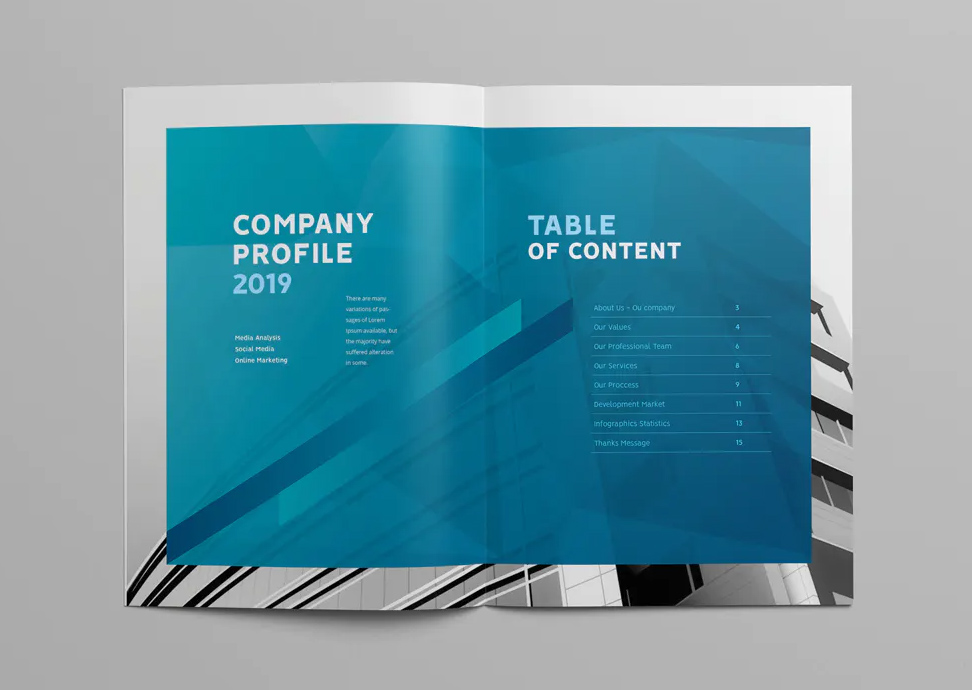 COMPANY
PROFILE
2019
There are many
variations of pas-
sages of Lorem
Ipsum available, but
the majority have
suffered alteration
in some.
Media Analysis
Social Media
Online Marketing
TABLE
OF CONTENT
About Us - Ou company 3
Our Values 4
Our Professional Team 6
Our Services 8
Our Proccess 9
Development Market 11
Infographics Statistics 13
Thanks Message 15